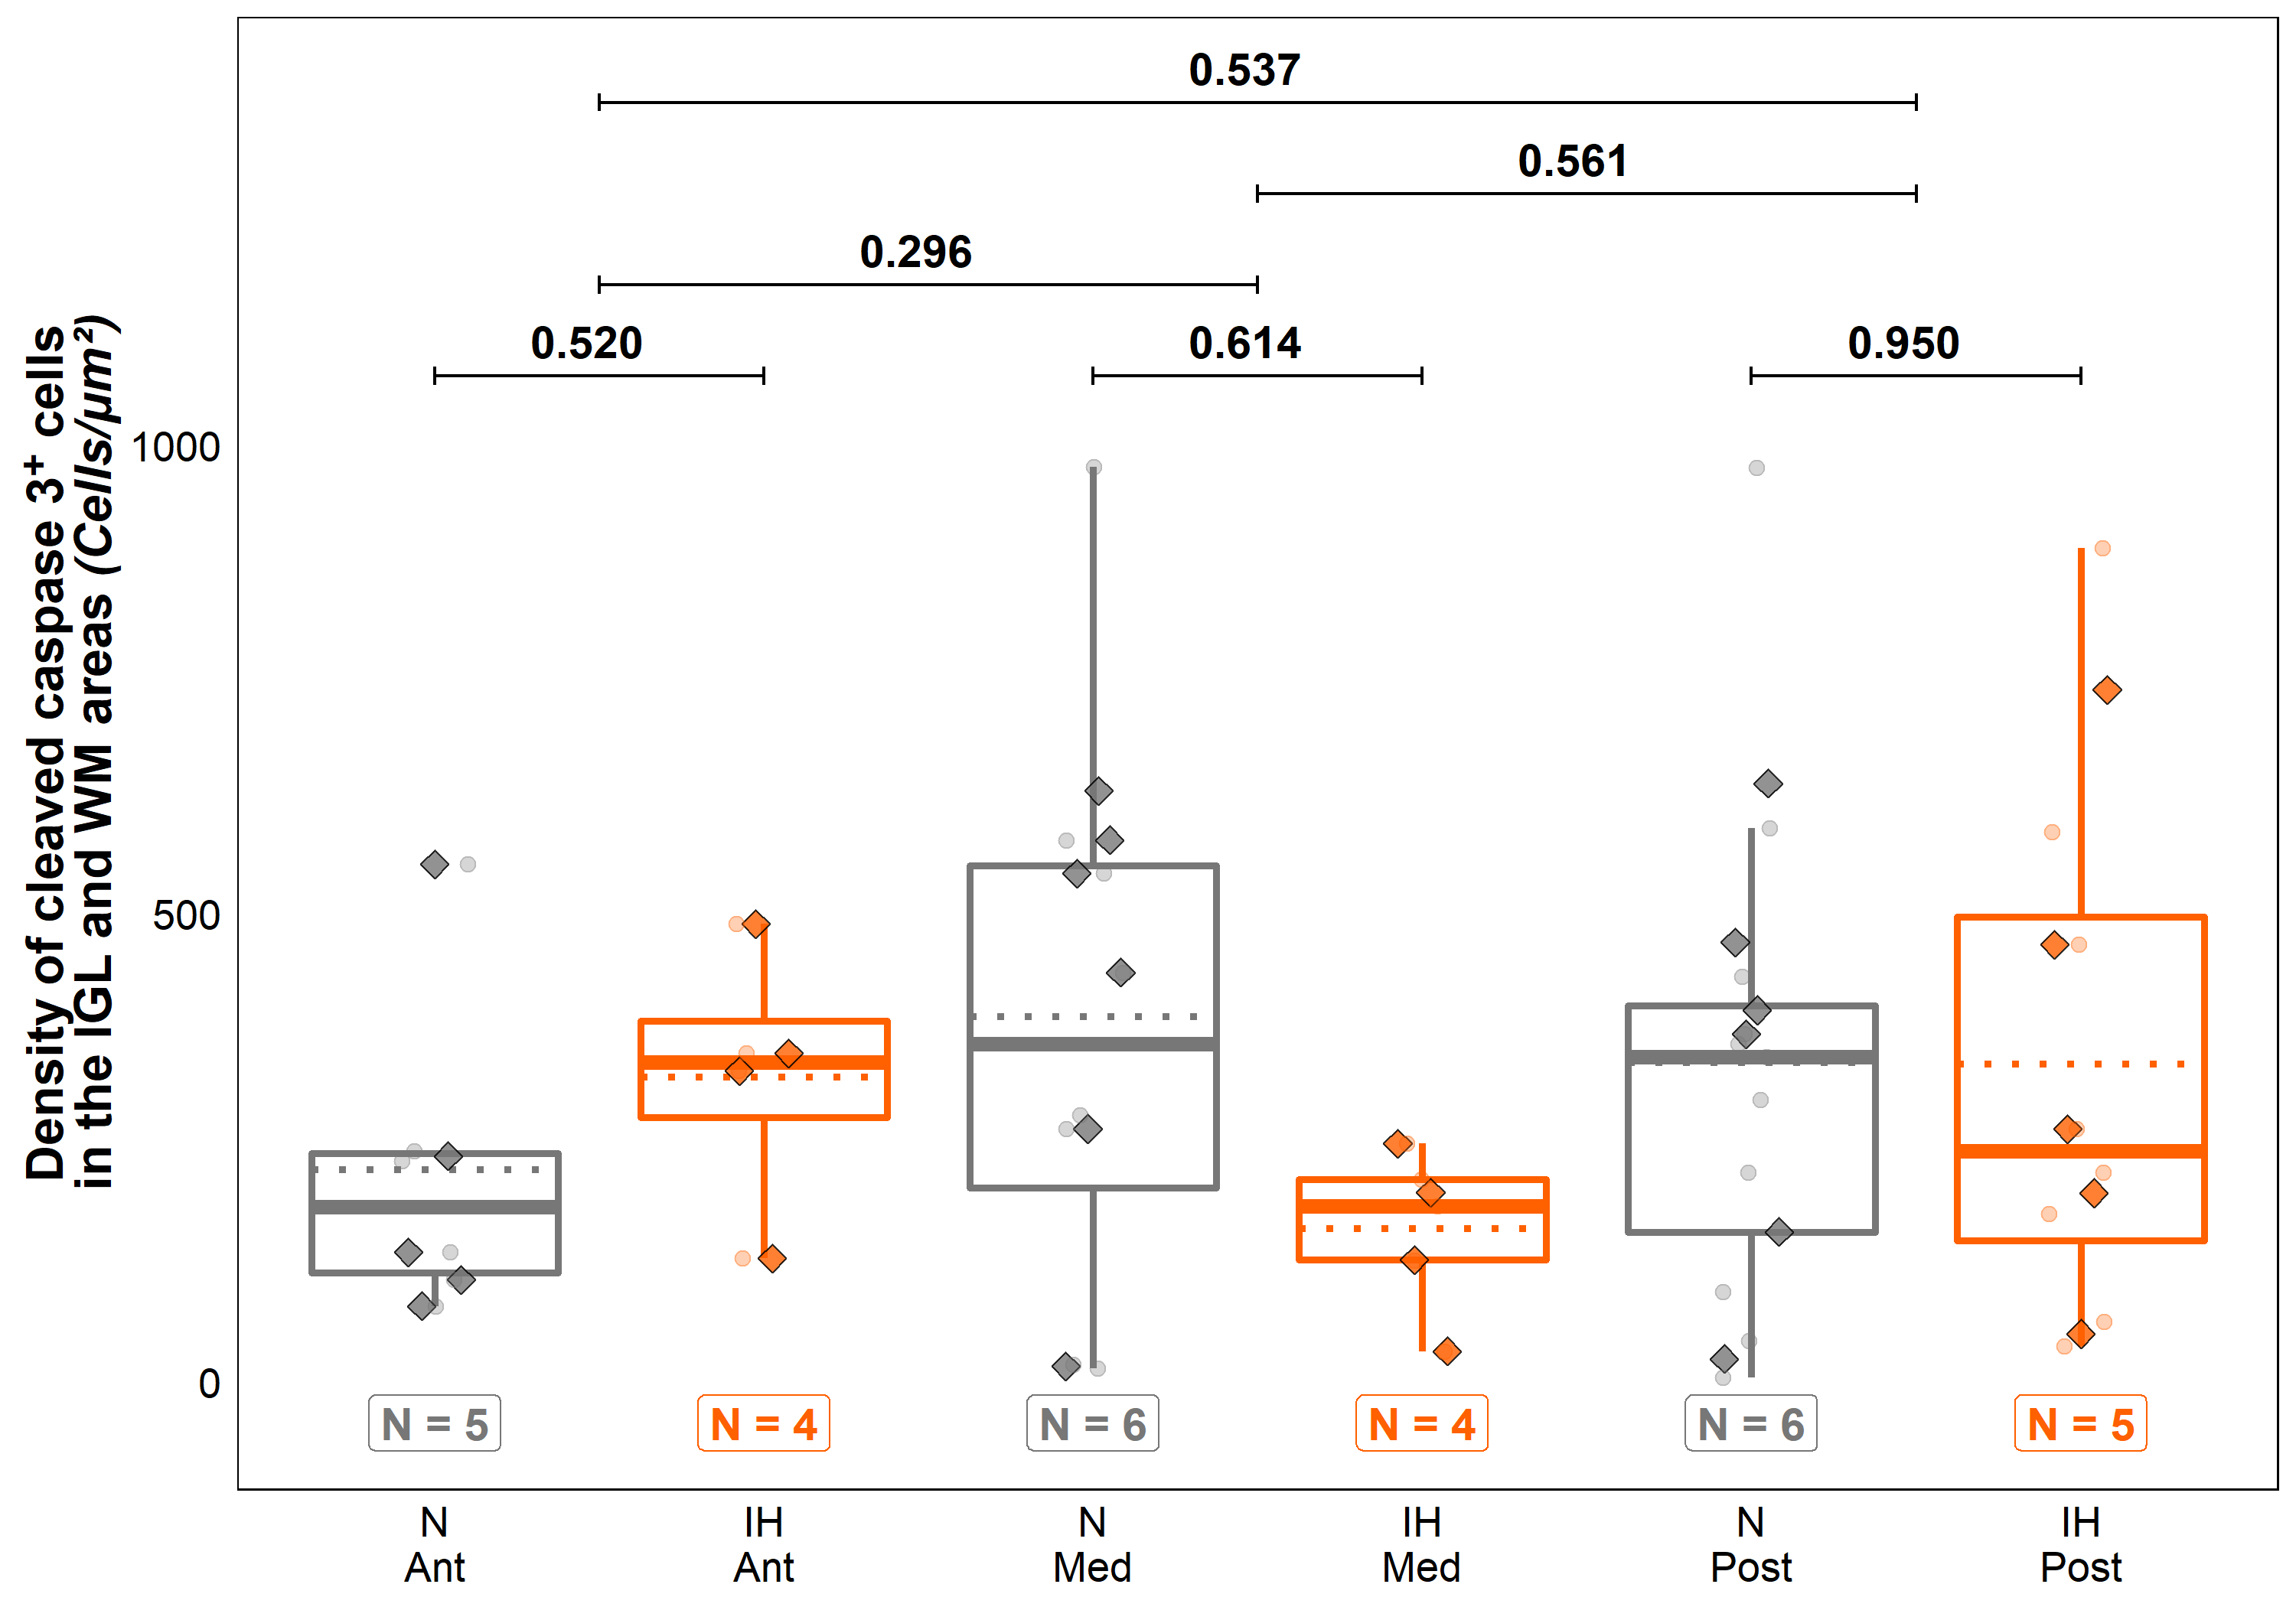 Density of cleaved caspase 3⁺ cells
in the IGL and WM areas (Cells/μm²)
0.537
0.561
0.296
0.520 0.614 0.950
1000
500
0
N = 5 N = 4 N = 6 N = 4 N = 6 N = 5
N IH N IH N IH
Ant Ant Med Med Post Post